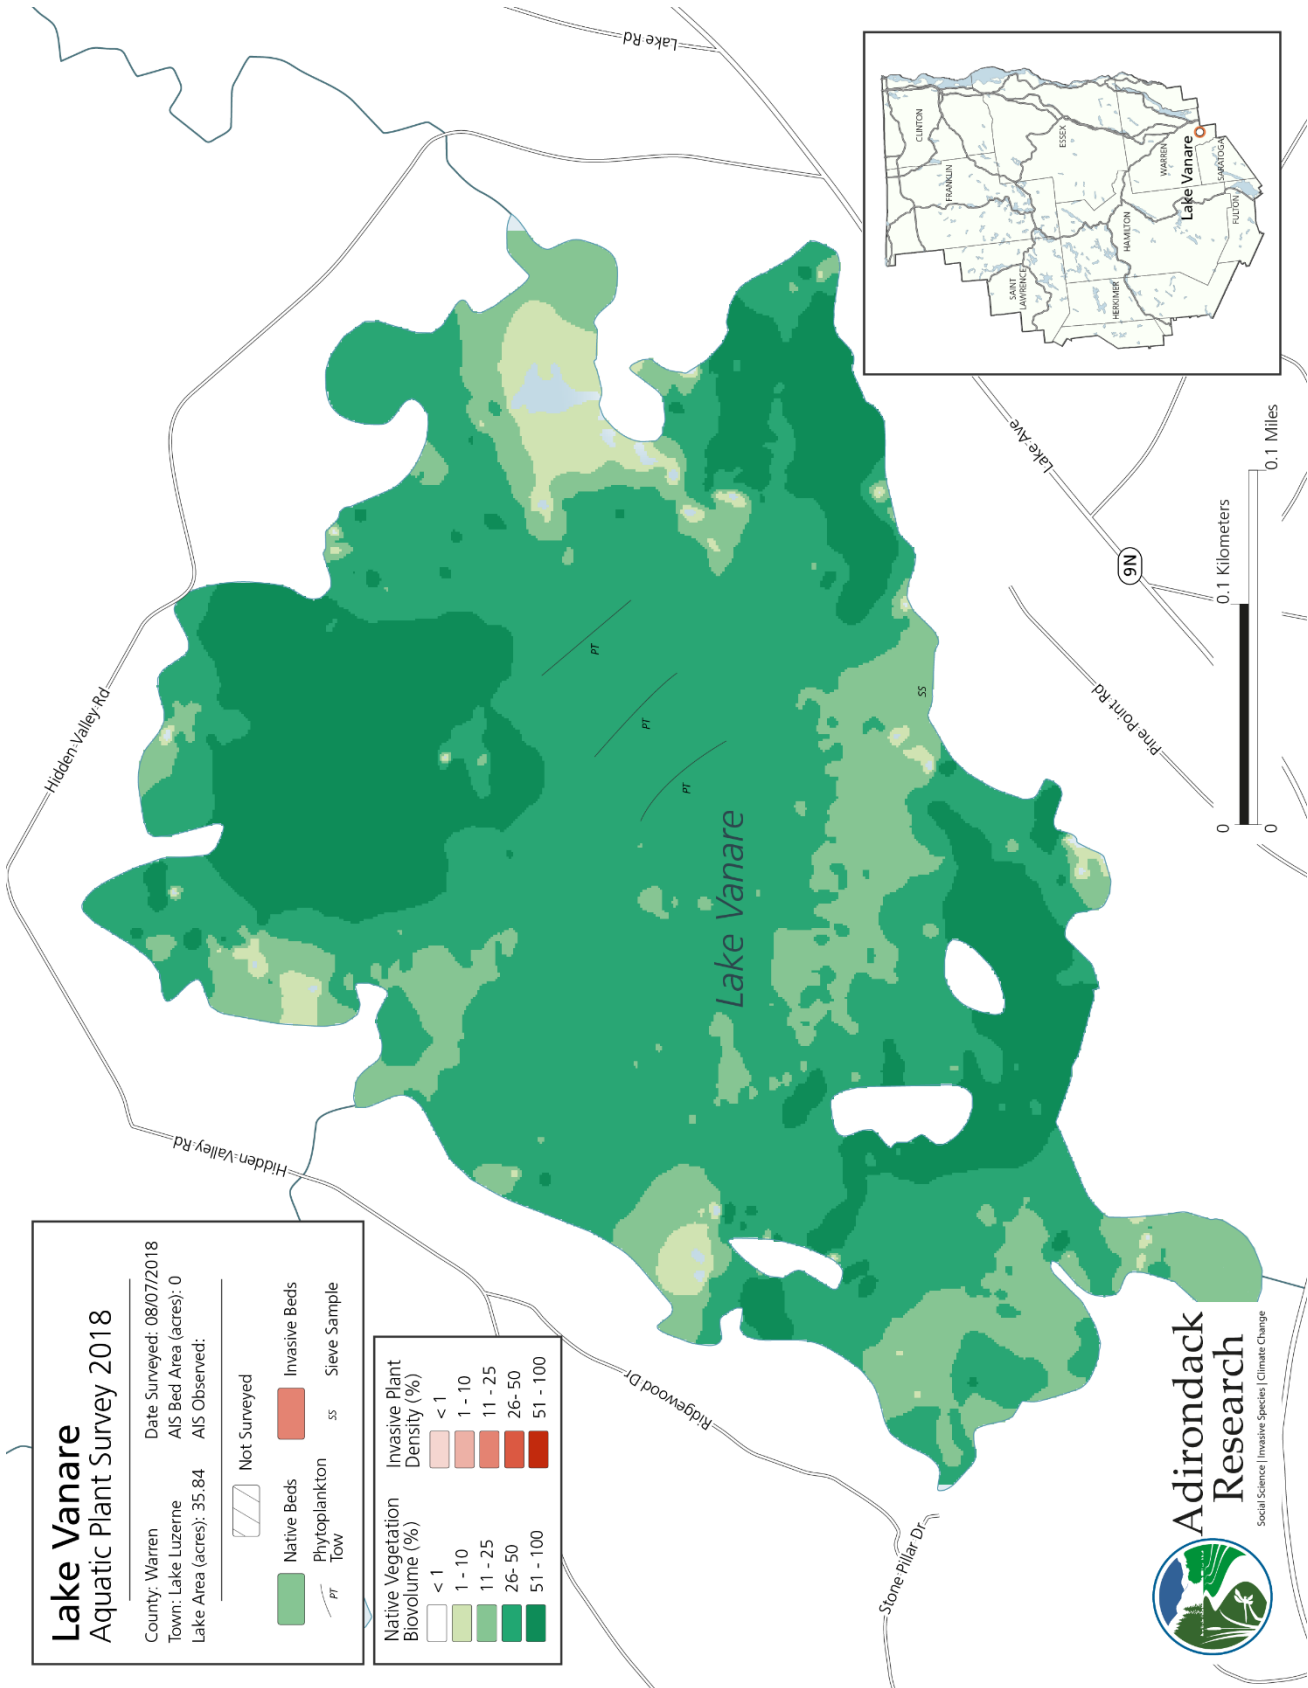 Lake Vanare
Aquatic Plant Survey 2018
County: Warren
Town: Lake Luzerne
Lake Area (acres): 35.84
Date Surveyed: 08/07/2018
AIS Bed Area (acres): 0
AIS Observed:
Not Surveyed
Native Beds
Invasive Beds
PT
Phytoplankton
Tow
SS
Sieve Sample
Native Vegetation
Biovolume (%)
< 1
1 - 10
11 - 25
26- 50
51 - 100
Invasive Plant
Density (%)
< 1
1 - 10
11 - 25
26- 50
51 - 100
Hidden-Valley-Rd
Hidden-Valley-Rd
Ridgewood Dr
Stone-Pillar Dr
Lake Rd
Lake-Ave
Pine-Point Rd
9N
PT
PT
PT
SS
Lake Vanare
CLINTON
FRANKLIN
ESSEX
SAINT
LAWRENCE
HAMILTON
HERKIMER
WARREN
Lake Vanare
SARATOGA
FULTON
0
0.1 Kilometers
0
0.1 Miles
Adirondack
Research
Social Science | Invasive Species | Climate Change